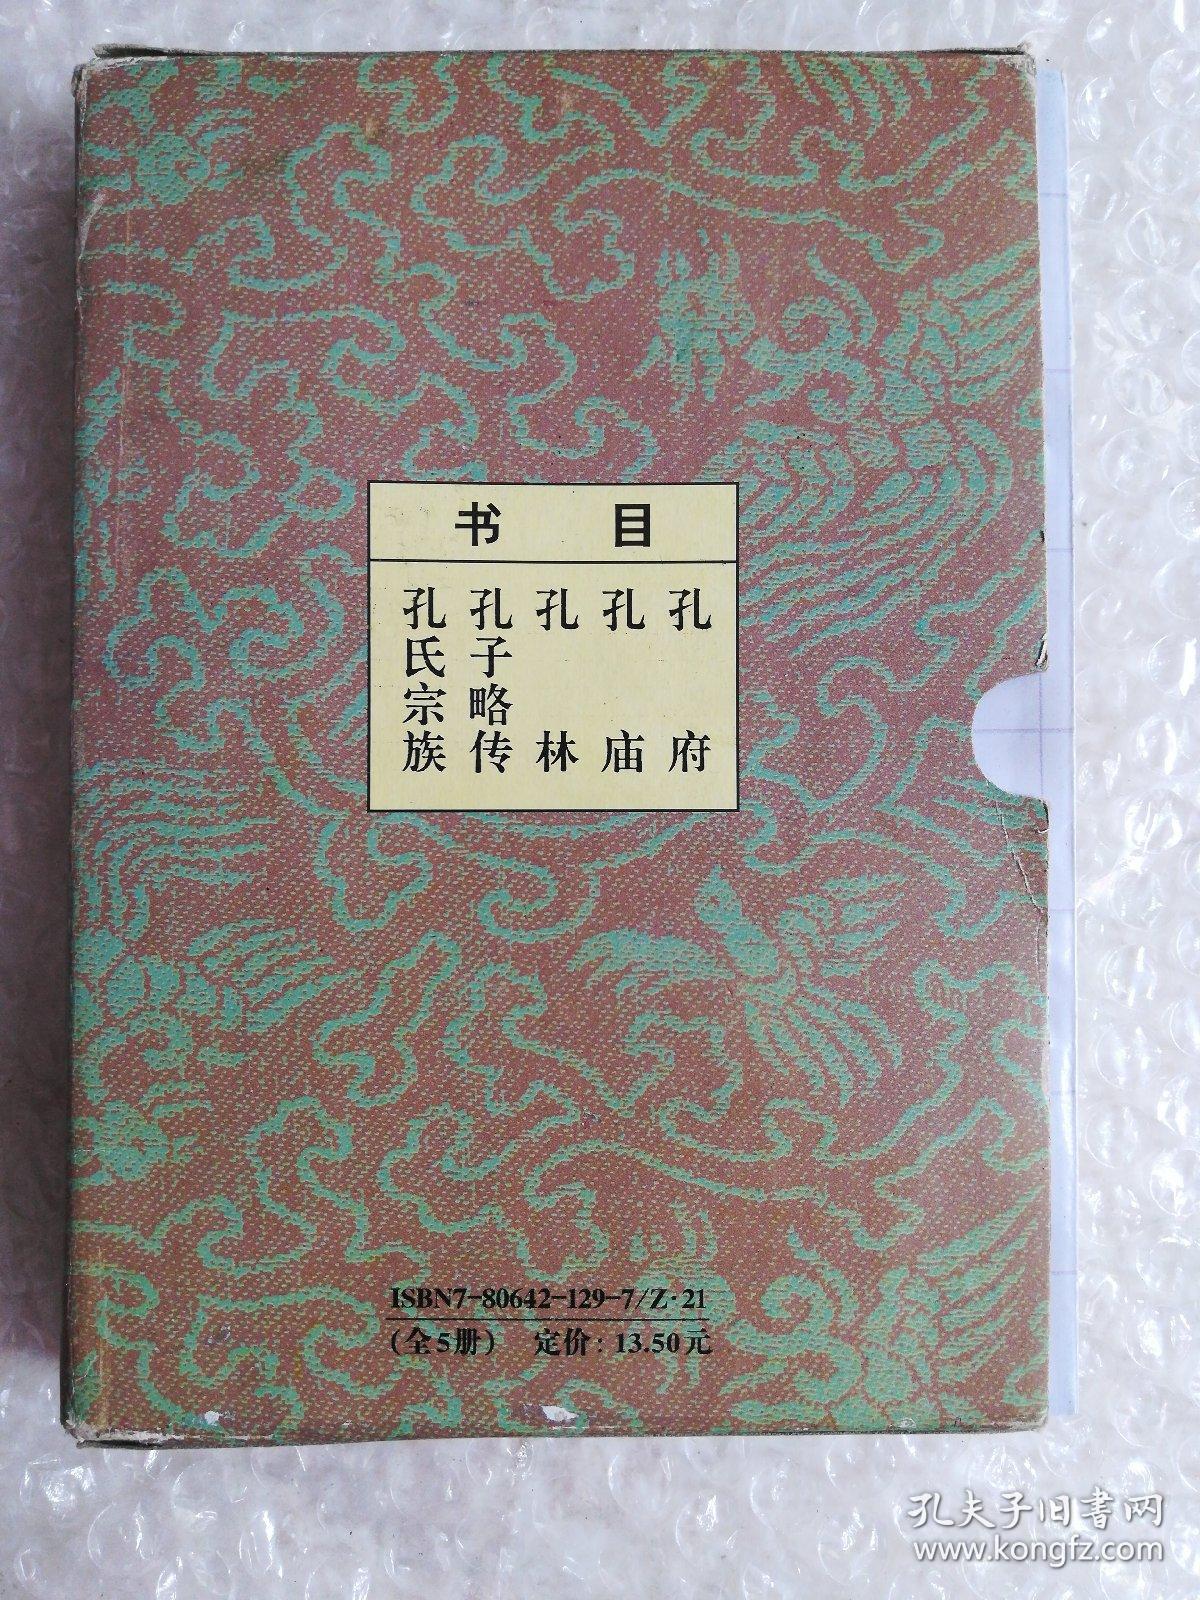 书 目
孔府
孔庙
孔林
孔子略传
孔氏宗族
ISBN7-80642-129-7/Z·21
(全5册) 定价: 13.50元
孔夫子旧書网
www.kongfz.com